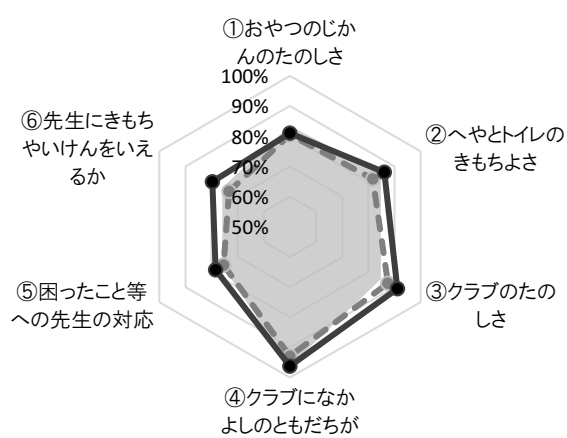 ①おやつのじか
んのたのしさ
100%
90%
80%
70%
60%
50%
②へやとトイレの
きもちよさ
③クラブのたの
しさ
④クラブになか
よしのともだちが
⑤困ったこと等
への先生の対応
⑥先生にきもち
やいけんをいえ
るか